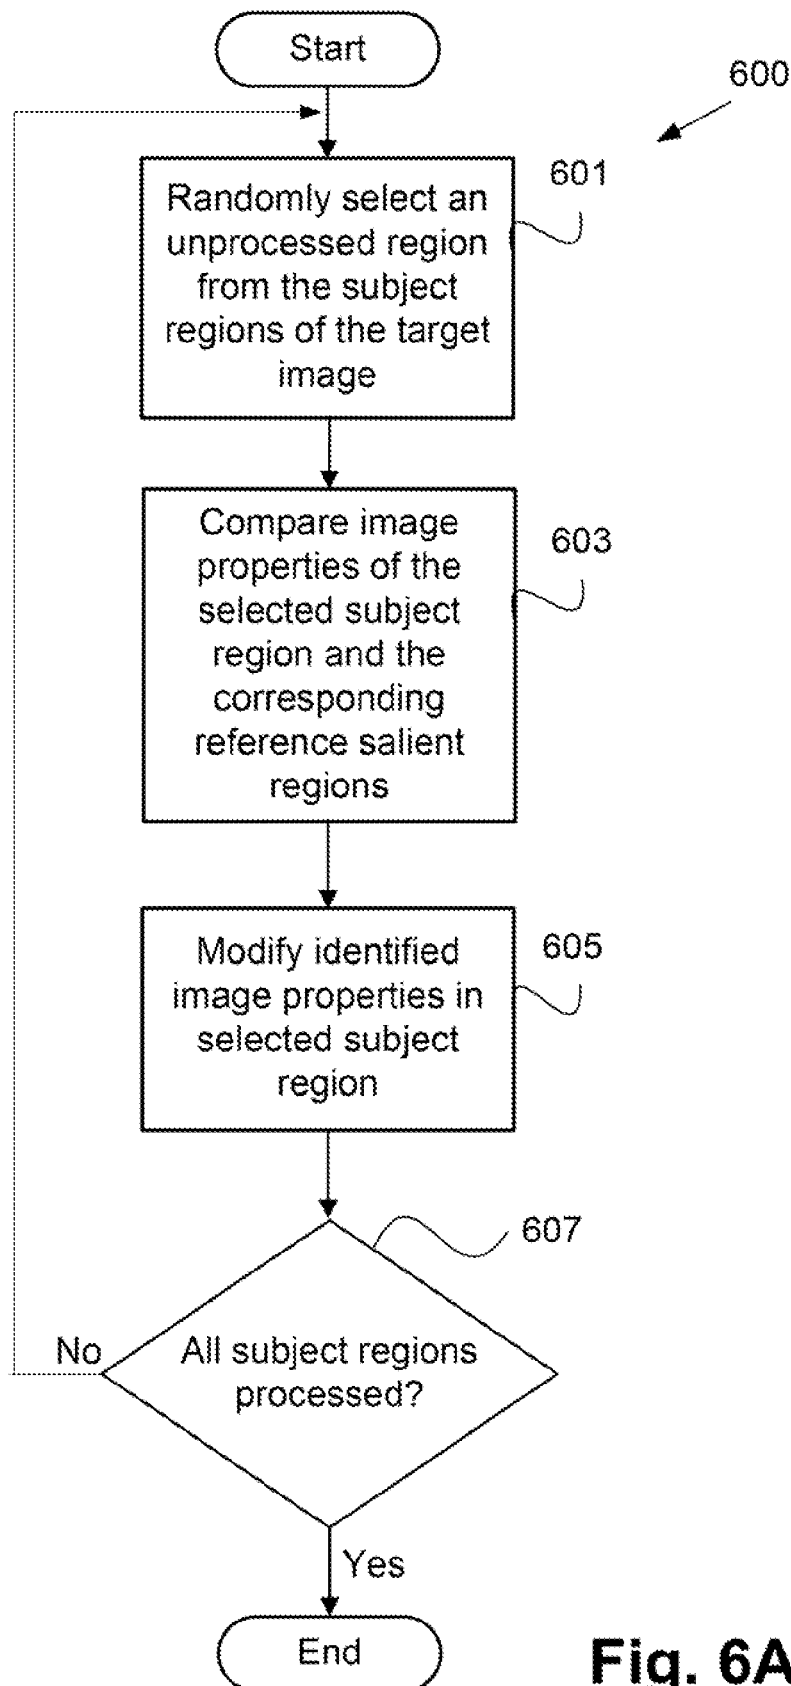 Start
600
601
Randomly select an
unprocessed region
from the subject
regions of the target
image
603
Compare image
properties of the
selected subject
region and the
corresponding
reference salient
regions
605
Modify identified
image properties in
selected subject
region
607
No
All subject regions
processed?
Yes
End
Fig. 6A